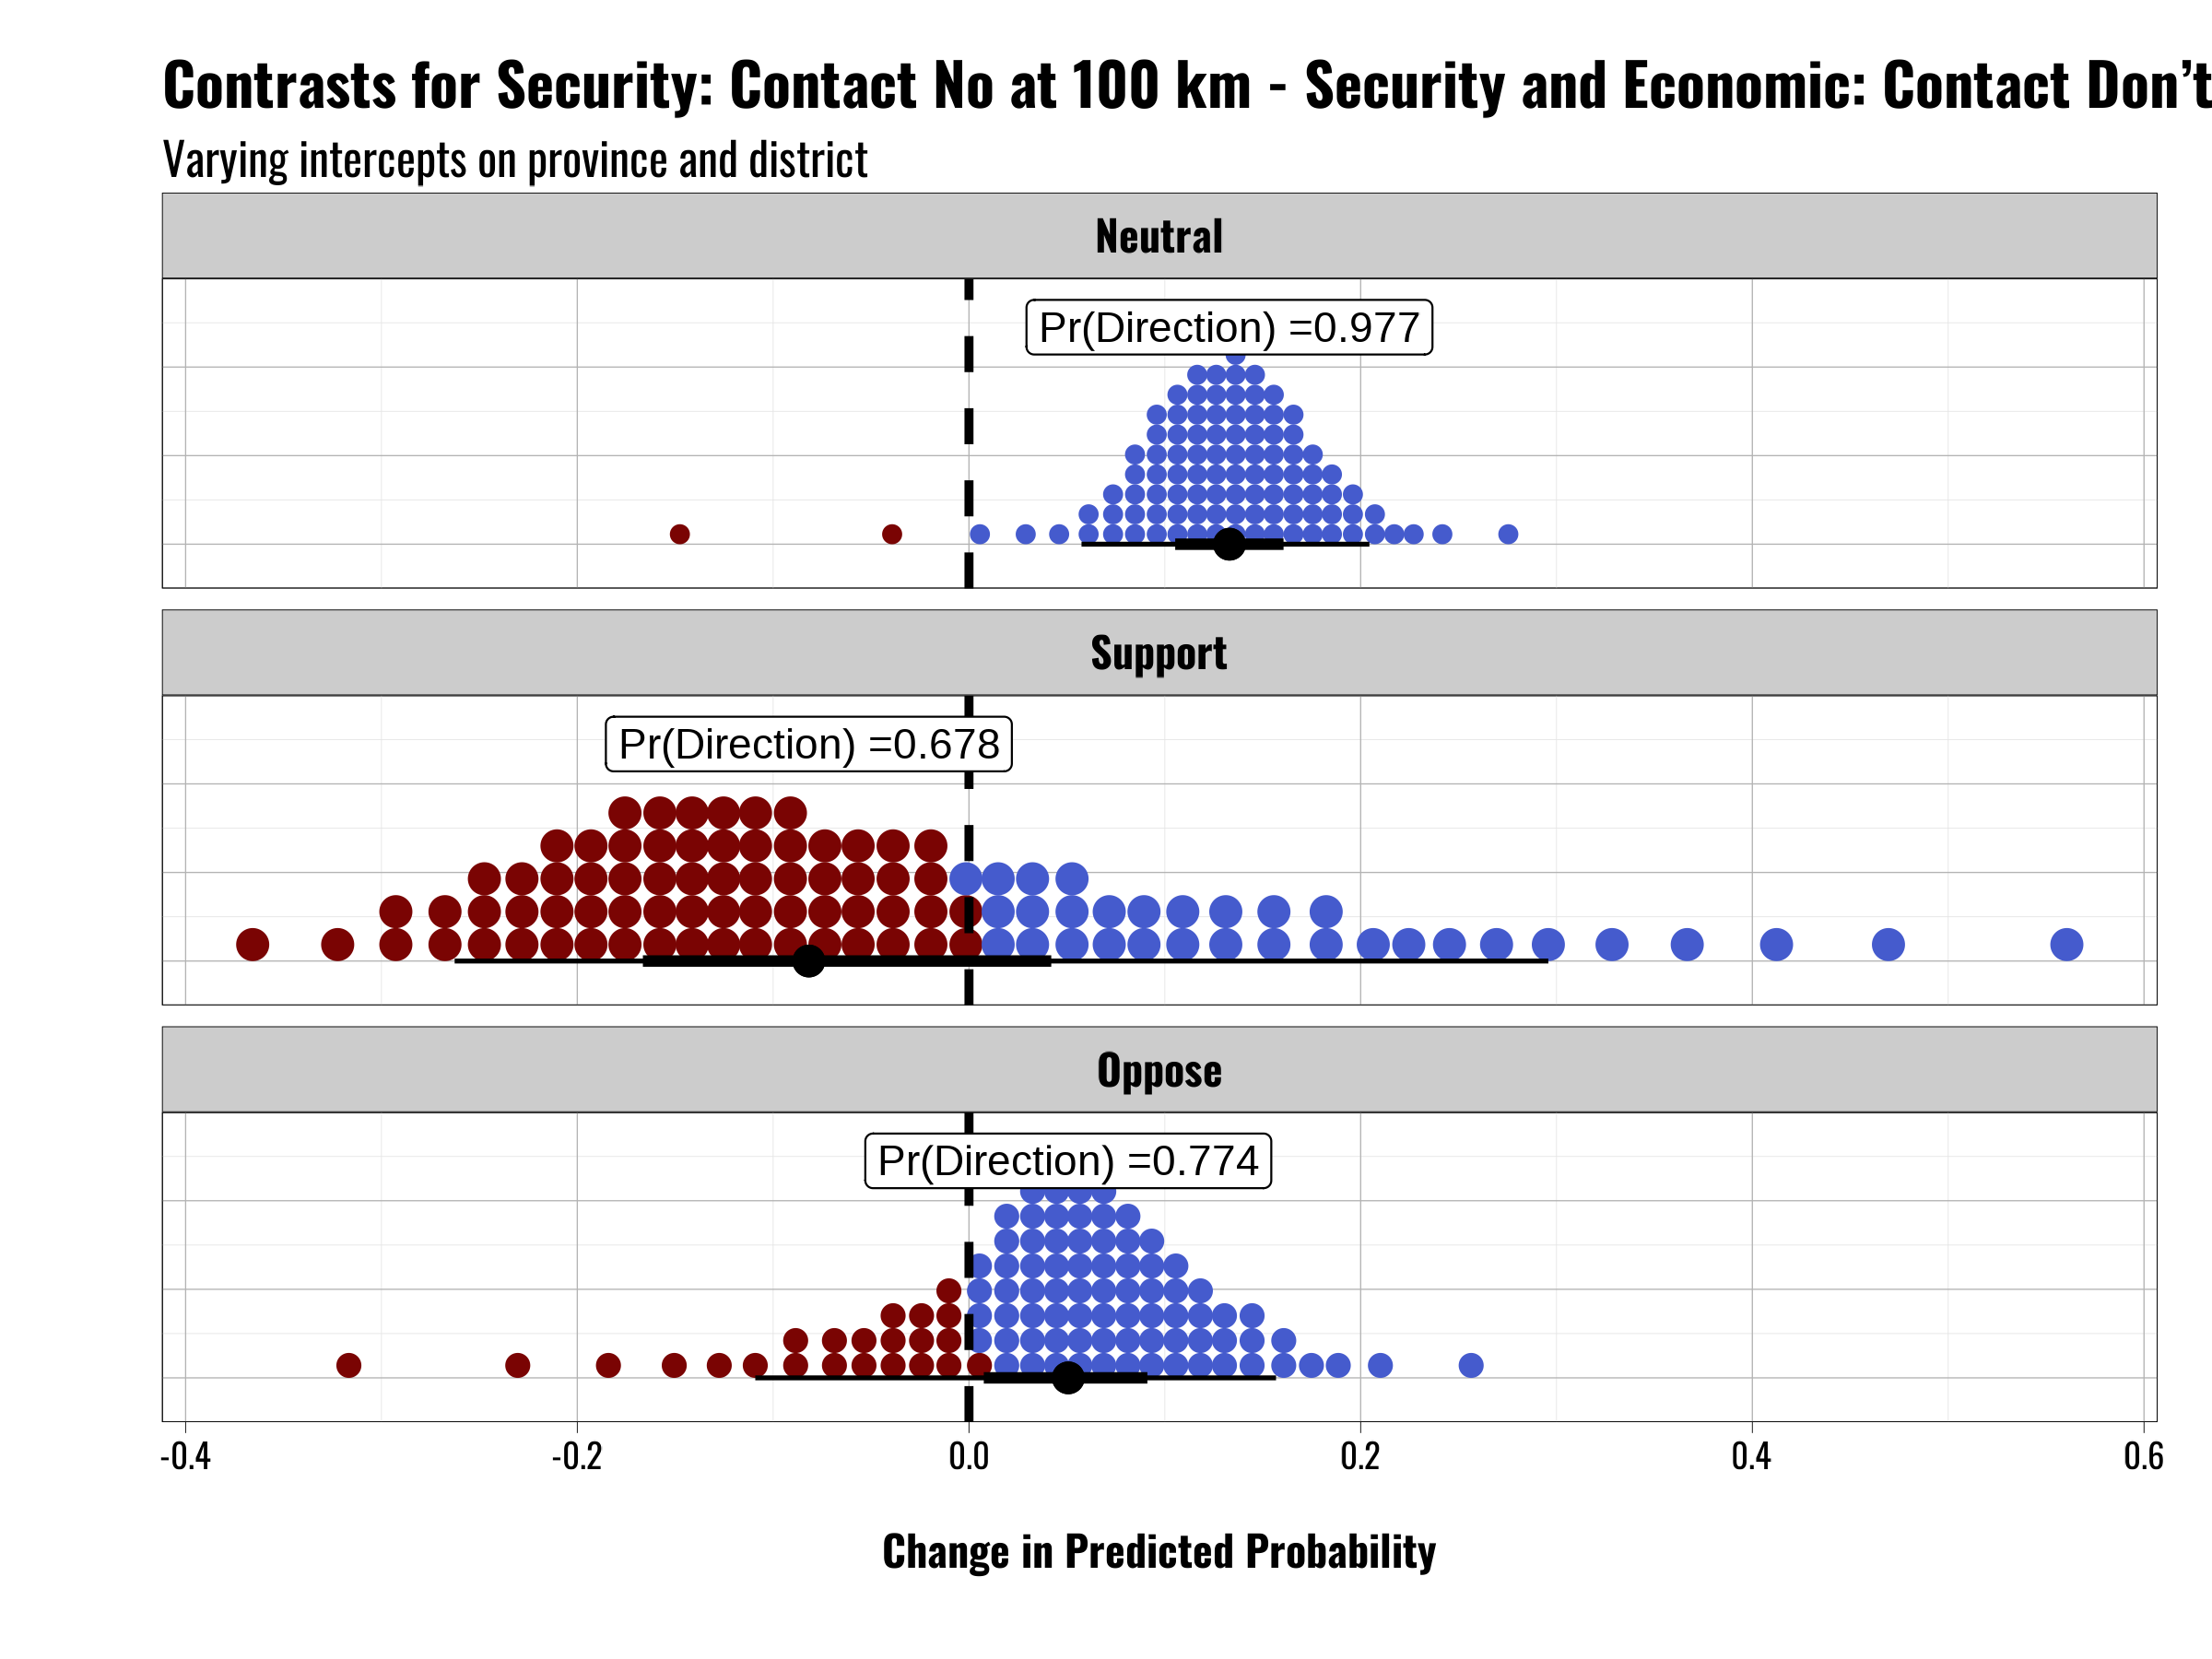 Contrasts for Security: Contact No at 100 km - Security and Economic: Contact Don’t
Varying intercepts on province and district
Neutral
Pr(Direction) =0.977
Support
Pr(Direction) =0.678
Oppose
Pr(Direction) =0.774
-0.4 -0.2 0.0 0.2 0.4 0.6
Change in Predicted Probability